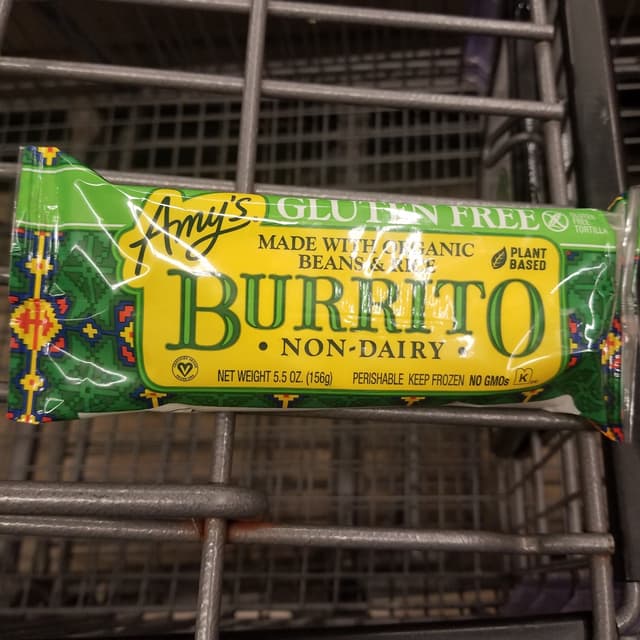 Amy's
GLUTEN FREE
TORTILLA
MADE WITH ORGANIC
BEANS & RICE
PLANT
BASED
BURRITO
• NON-DAIRY •
NET WEIGHT 5.5 OZ. (156g)
PERISHABLE KEEP FROZEN NO GMOs
K